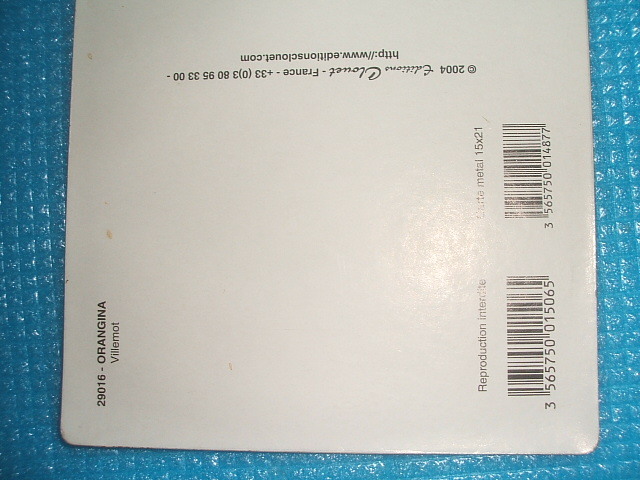 © 2004 Editions Clouet - France - +33 (0)3 80 95 33 00 -
http://www.editionsclouet.com
29016 - ORANGINA
Villemot
Carte metal 15x21
3 565750 014877
Reproduction interdite
3 565750 015065